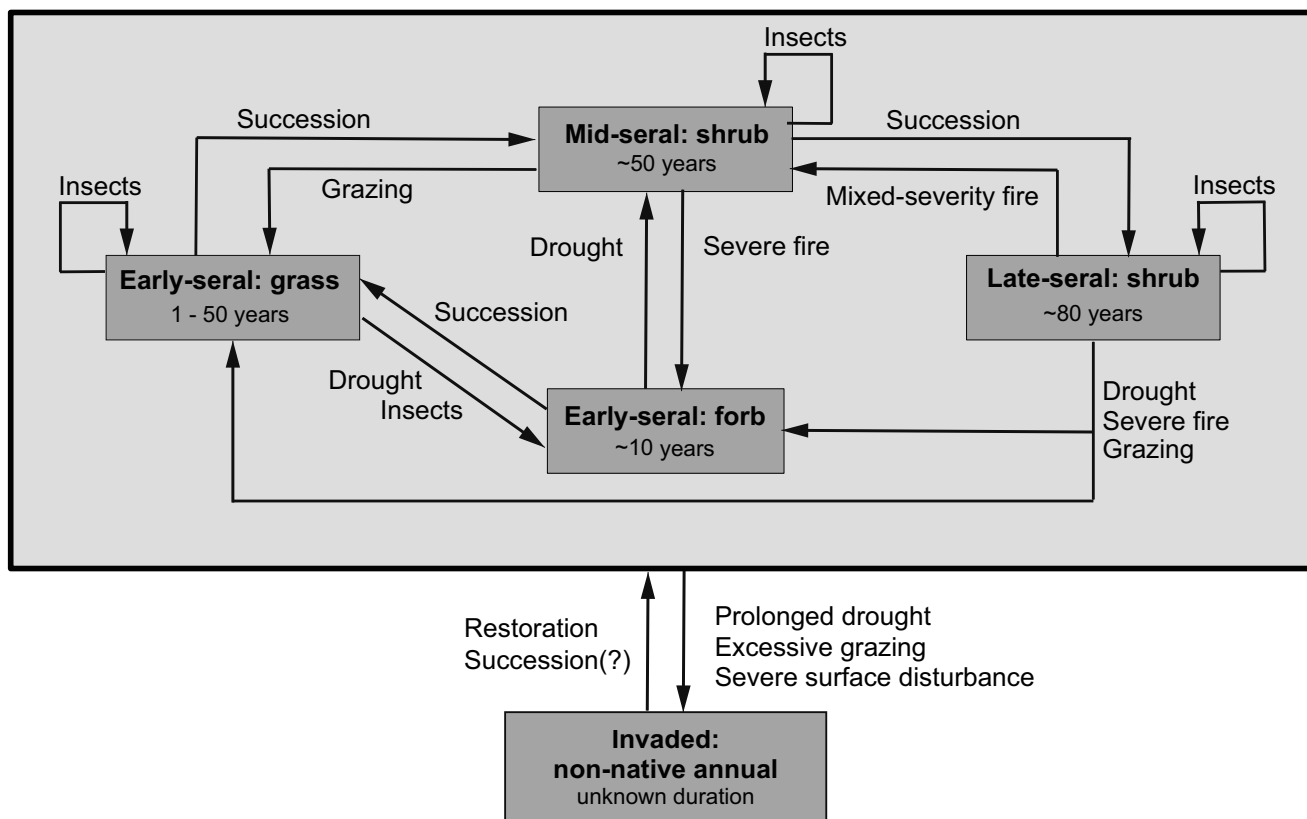 Insects
Succession
Mid-seral: shrub
~50 years
Succession
Insects
Grazing
Mixed-severity fire
Insects
Drought
Severe fire
Early-seral: grass
1 - 50 years
Late-seral: shrub
~80 years
Succession
Drought
Insects
Early-seral: forb
~10 years
Drought
Severe fire
Grazing
Restoration
Succession(?)
Prolonged drought
Excessive grazing
Severe surface disturbance
Invaded:
non-native annual
unknown duration